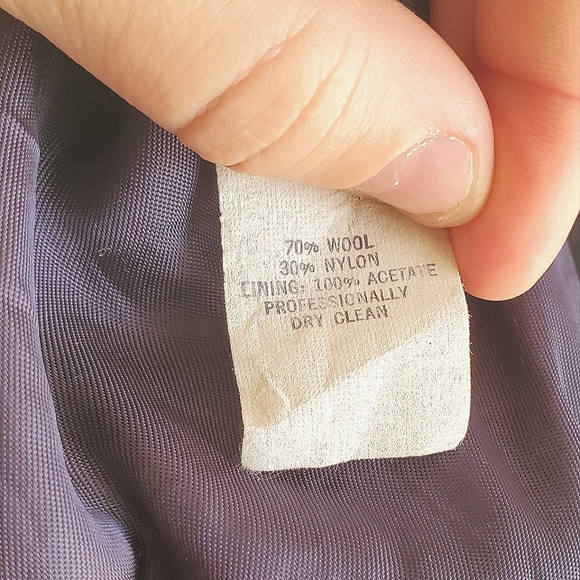 70% WOOL
30% NYLON
LINING: 100% ACETATE
PROFESSIONALLY
DRY CLEAN